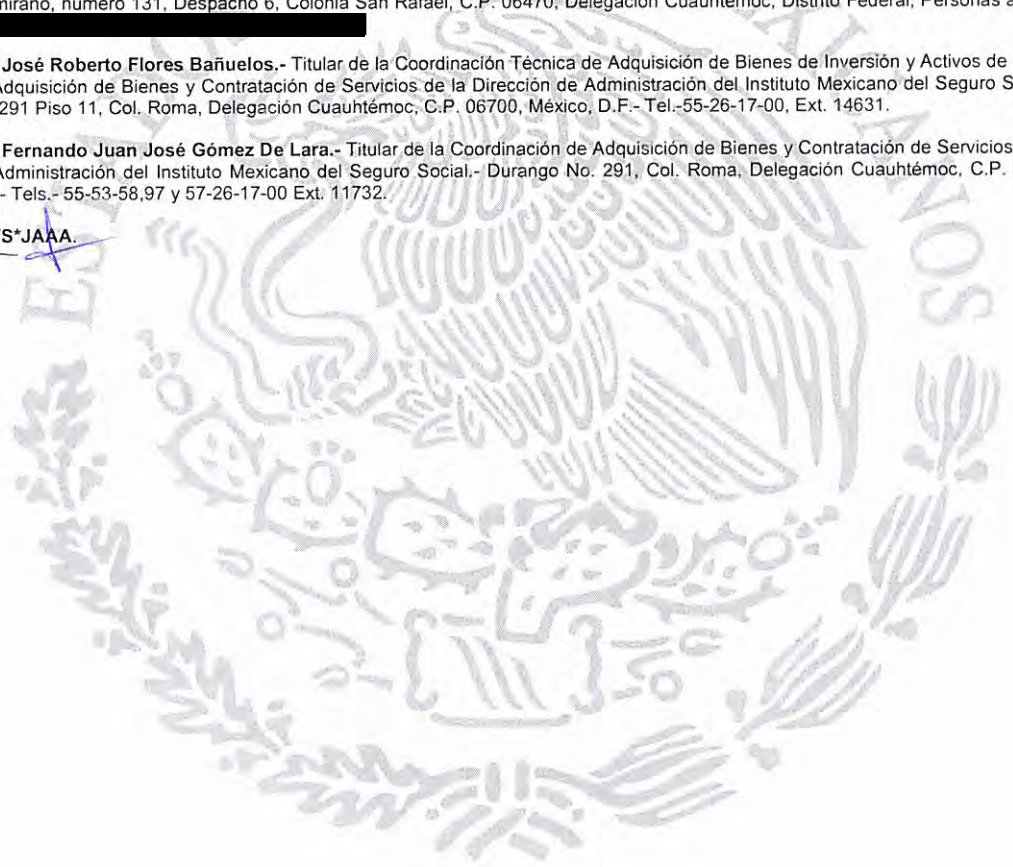 mirano, número 131, Despacho 6, Colonia San Rafael, C.P. 06470, Delegación Cuauhtémoc, Distrito Federal, Personas a
José Roberto Flores Bañuelos.- Titular de la Coordinación Técnica de Adquisición de Bienes de Inversión y Activos de
Adquisición de Bienes y Contratación de Servicios de la Dirección de Administración del Instituto Mexicano del Seguro S
291 Piso 11, Col. Roma, Delegación Cuauhtémoc, C.P. 06700, México, D.F.- Tel.-55-26-17-00, Ext. 14631.
Fernando Juan José Gómez De Lara.- Titular de la Coordinación de Adquisición de Bienes y Contratación de Servicios
Administración del Instituto Mexicano del Seguro Social.- Durango No. 291, Col. Roma, Delegación Cuauhtémoc, C.P.
- Tels.- 55-53-58,97 y 57-26-17-00 Ext. 11732.
S*JAAA.